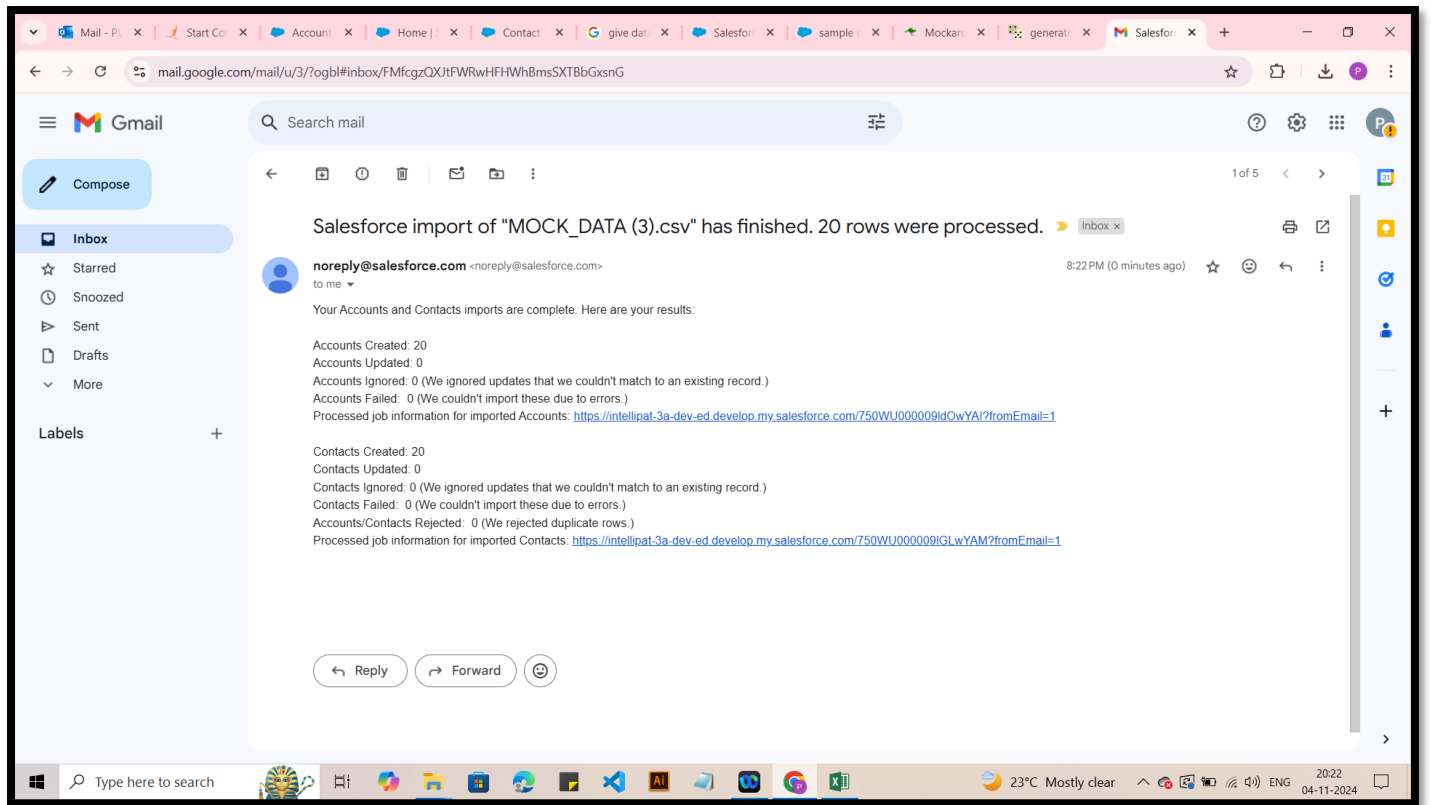 Mail - PU
Start Co
Account
Home | S
Contact
give dat
Salesfor
sample c
Mockaro
generate
Salesfor
mail.google.com/mail/u/3/?ogbl#inbox/FMfcgzQXJtFWRwHFHWhBmsSXTBbGxsnG
P
Gmail
Search mail
P
Compose
1 of 5
31
Salesforce import of "MOCK_DATA (3).csv" has finished. 20 rows were processed. Inbox ×
Inbox
Starred
Snoozed
Sent
Drafts
More
Labels
noreply@salesforce.com <noreply@salesforce.com> 8:22 PM (0 minutes ago)
to me
Your Accounts and Contacts imports are complete. Here are your results:
Accounts Created: 20
Accounts Updated: 0
Accounts Ignored: 0 (We ignored updates that we couldn't match to an existing record.)
Accounts Failed: 0 (We couldn't import these due to errors.)
Processed job information for imported Accounts: https://intellipat-3a-dev-ed.develop.my.salesforce.com/750WU000009ldOwYAI?fromEmail=1
Contacts Created: 20
Contacts Updated: 0
Contacts Ignored: 0 (We ignored updates that we couldn't match to an existing record.)
Contacts Failed: 0 (We couldn't import these due to errors.)
Accounts/Contacts Rejected: 0 (We rejected duplicate rows.)
Processed job information for imported Contacts: https://intellipat-3a-dev-ed.develop.my.salesforce.com/750WU000009lGLwYAM?fromEmail=1
Reply
Forward
Type here to search
Ai
23°C Mostly clear
ENG
20:22
04-11-2024